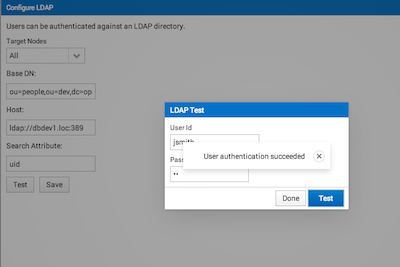 Configure LDAP
Users can be authenticated against an LDAP directory.
Target Nodes
All
Base DN:
ou=people,ou=dev,dc=op
Host:
ldap://dbdev1.loc:389
Search Attribute:
uid
Test Save
LDAP Test
User Id
jsmith
User authentication succeeded
Pass
Done Test